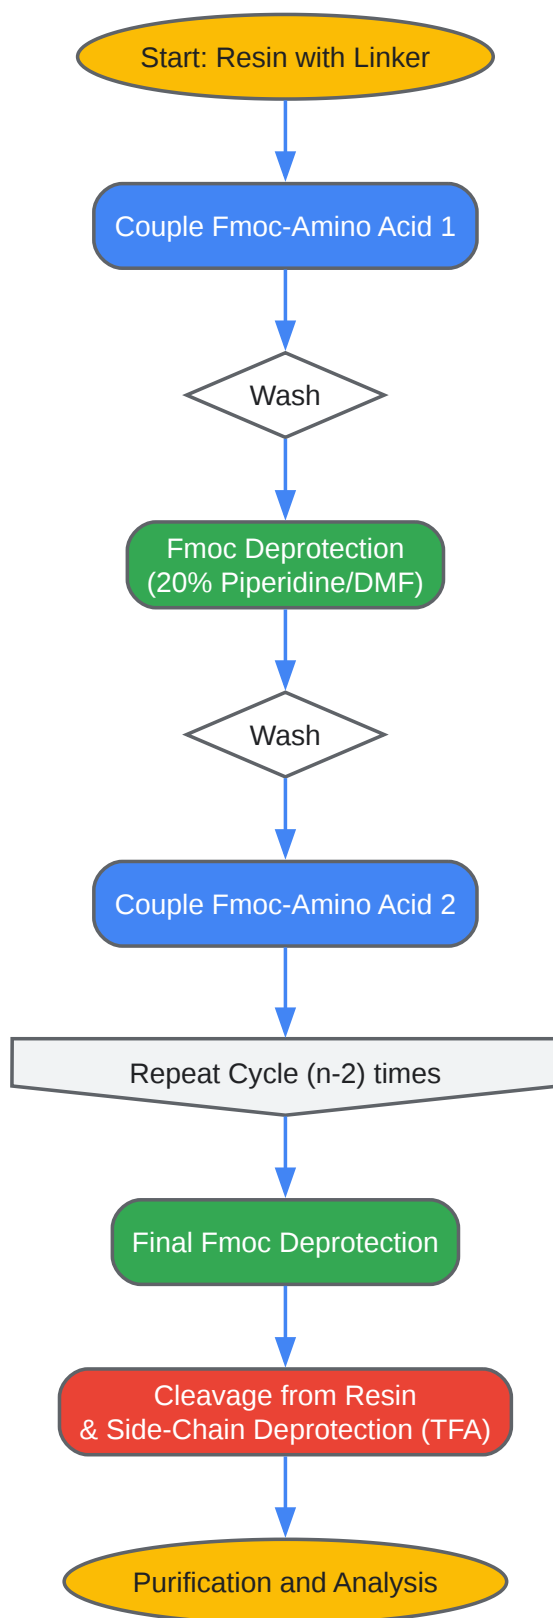 Start: Resin with Linker
Couple Fmoc-Amino Acid 1
Wash
Fmoc Deprotection
(20% Piperidine/DMF)
Wash
Couple Fmoc-Amino Acid 2
Repeat Cycle (n-2) times
Final Fmoc Deprotection
Cleavage from Resin
& Side-Chain Deprotection (TFA)
Purification and Analysis